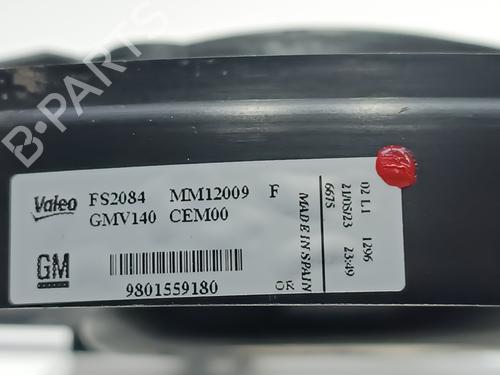 B-PARTS
Valeo FS2084 MM12009 F
GMV140 CEM00
GM
9801559180
MADE IN SPAIN
OK
6675 21/05/23 23:49
02 L1 1296